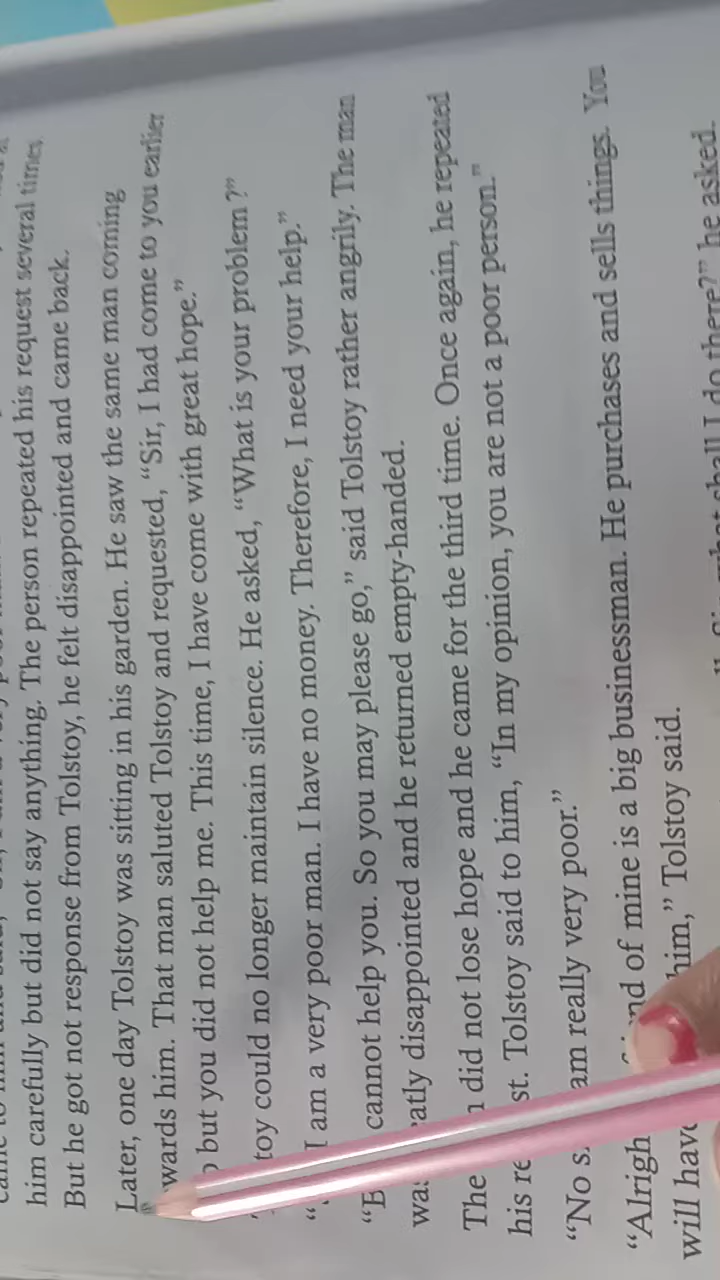 him carefully but did not say anything. The person repeated his request several times.
But he got not response from Tolstoy, he felt disappointed and came back.
Later, one day Tolstoy was sitting in his garden. He saw the same man coming
wards him. That man saluted Tolstoy and requested, “Sir, I had come to you earlier
but you did not help me. This time, I have come with great hope.”
toy could no longer maintain silence. He asked, “What is your problem ?”
“ I am a very poor man. I have no money. Therefore, I need your help.”
“ cannot help you. So you may please go,” said Tolstoy rather angrily. The man
was atly disappointed and he returned empty-handed.
The did not lose hope and he came for the third time. Once again, he repeated
his re st. Tolstoy said to him, “In my opinion, you are not a poor person.”
“No s am really very poor.”
“Alrigh nd of mine is a big businessman. He purchases and sells things. You
will have him,” Tolstoy said.
shall I do there?” he asked.